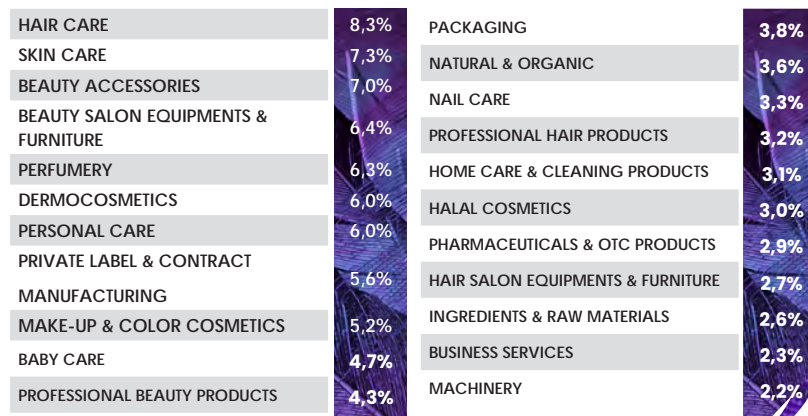 HAIR CARE 8,3%
SKIN CARE 7,3%
BEAUTY ACCESSORIES 7,0%
BEAUTY SALON EQUIPMENTS &
FURNITURE 6,4%
PERFUMERY 6,3%
DERMOCOSMETICS 6,0%
PERSONAL CARE 6,0%
PRIVATE LABEL & CONTRACT
MANUFACTURING 5,6%
MAKE-UP & COLOR COSMETICS 5,2%
BABY CARE 4,7%
PROFESSIONAL BEAUTY PRODUCTS 4,3%
PACKAGING 3,8%
NATURAL & ORGANIC 3,6%
NAIL CARE 3,3%
PROFESSIONAL HAIR PRODUCTS 3,2%
HOME CARE & CLEANING PRODUCTS 3,1%
HALAL COSMETICS 3,0%
PHARMACEUTICALS & OTC PRODUCTS 2,9%
HAIR SALON EQUIPMENTS & FURNITURE 2,7%
INGREDIENTS & RAW MATERIALS 2,6%
BUSINESS SERVICES 2,3%
MACHINERY 2,2%